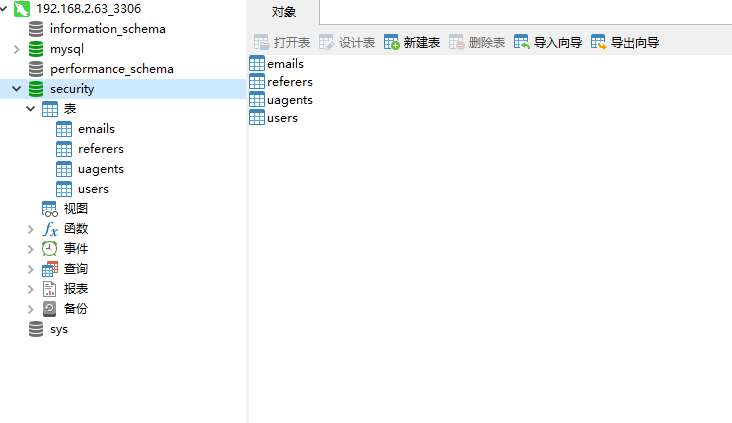 192.168.2.63_3306
information_schema
mysql
performance_schema
security
表
emails
referers
uagents
users
视图
函数
事件
查询
报表
备份
sys
对象
打开表 设计表 新建表 删除表 导入向导 导出向导
emails
referers
uagents
users